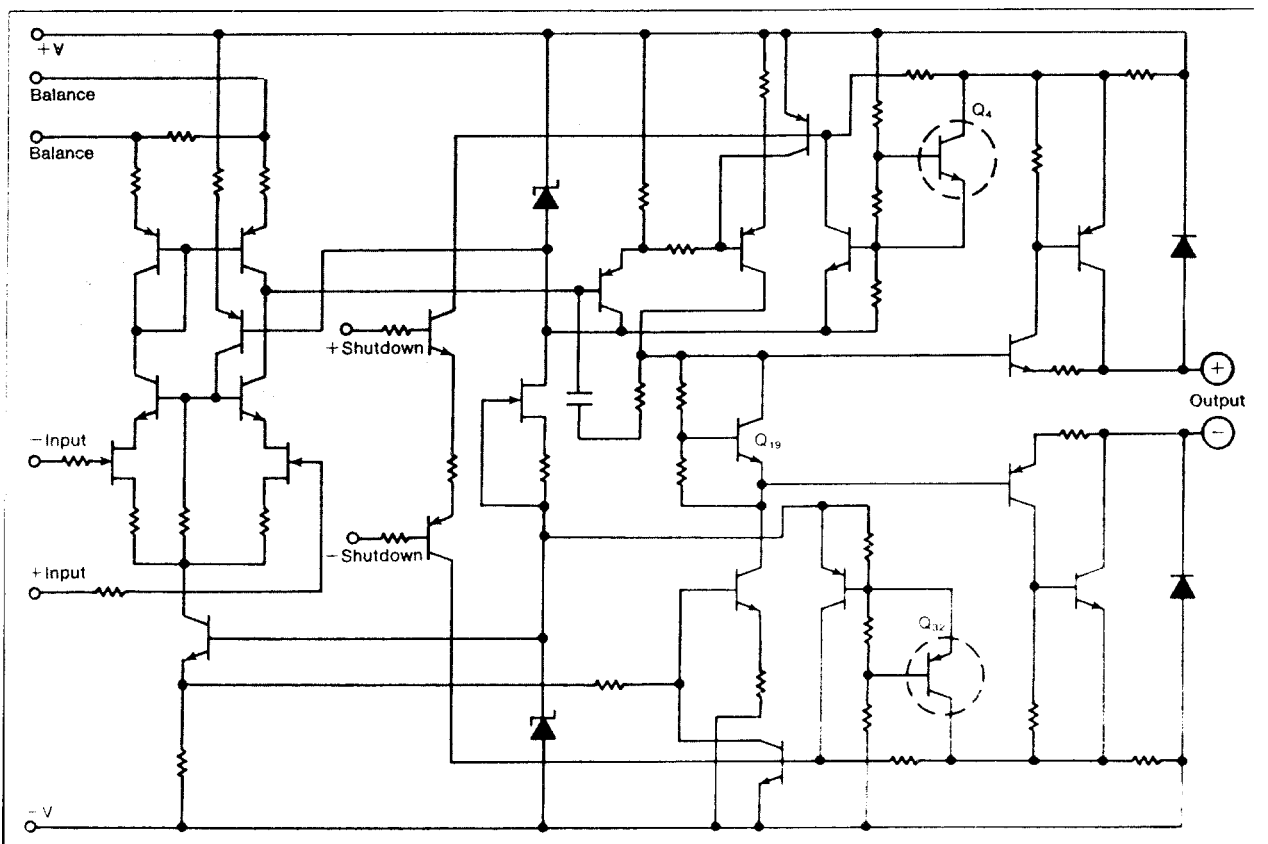 +V
Balance
Balance
Q4
+Shutdown
+
Output
−
−Input
Q19
−Shutdown
+Input
Q32
−V